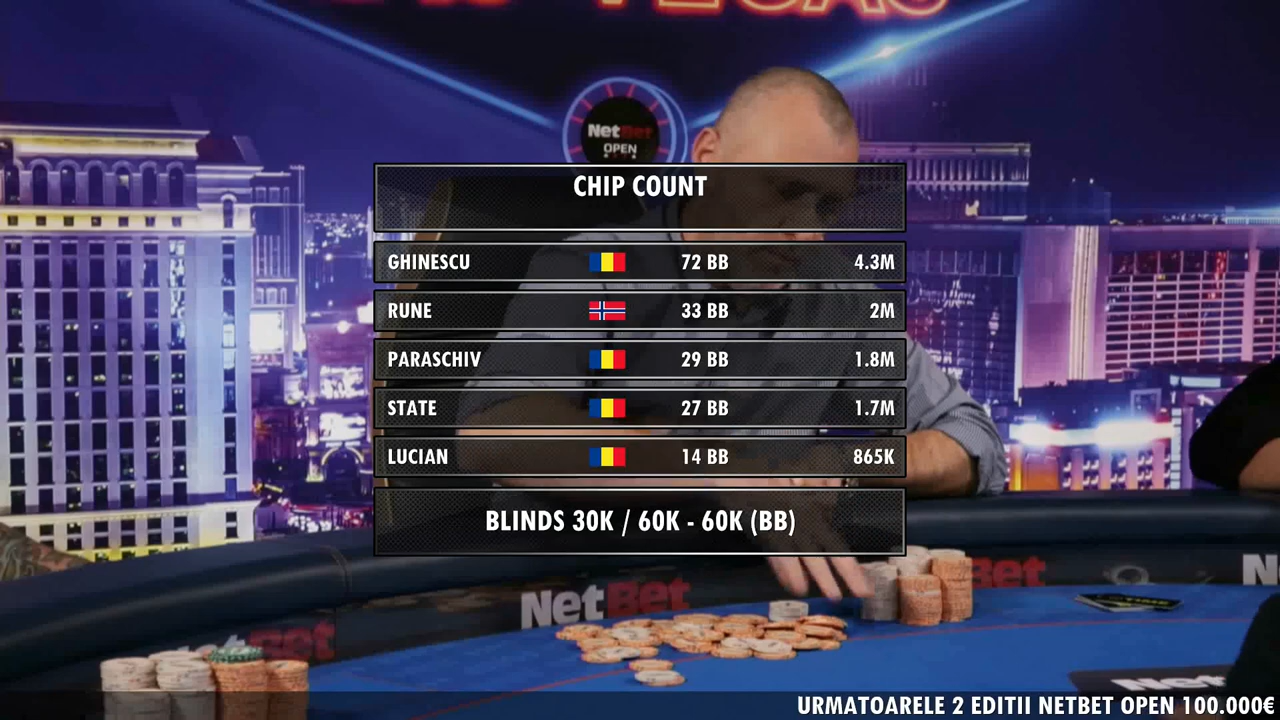 VEGAS
NetBet
OPEN
CHIP COUNT
GHINESCU 72 BB 4.3M
RUNE 33 BB 2M
PARASCHIV 29 BB 1.8M
STATE 27 BB 1.7M
LUCIAN 14 BB 865K
BLINDS 30K / 60K - 60K (BB)
NetBet
URMATOARELE 2 EDITII NETBET OPEN 100.000€